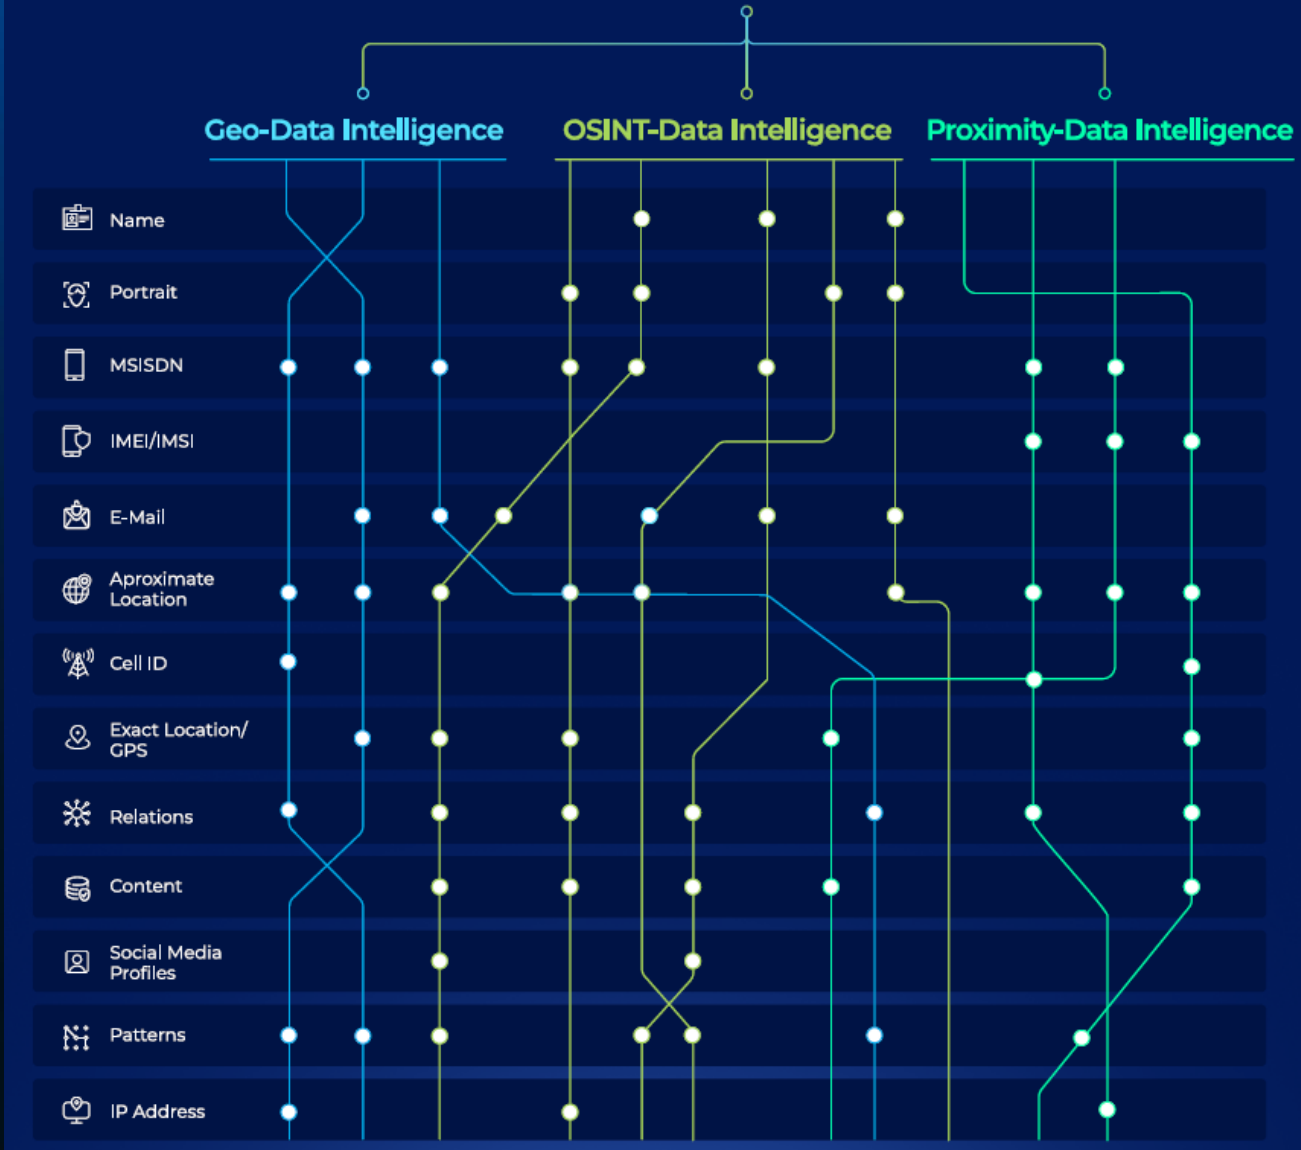 Geo-Data Intelligence
OSINT-Data Intelligence
Proximity-Data Intelligence
Name
Portrait
MSISDN
IMEI/IMSI
E-Mail
Aproximate
Location
Cell ID
Exact Location/
GPS
Relations
Content
Social Media
Profiles
Patterns
IP Address